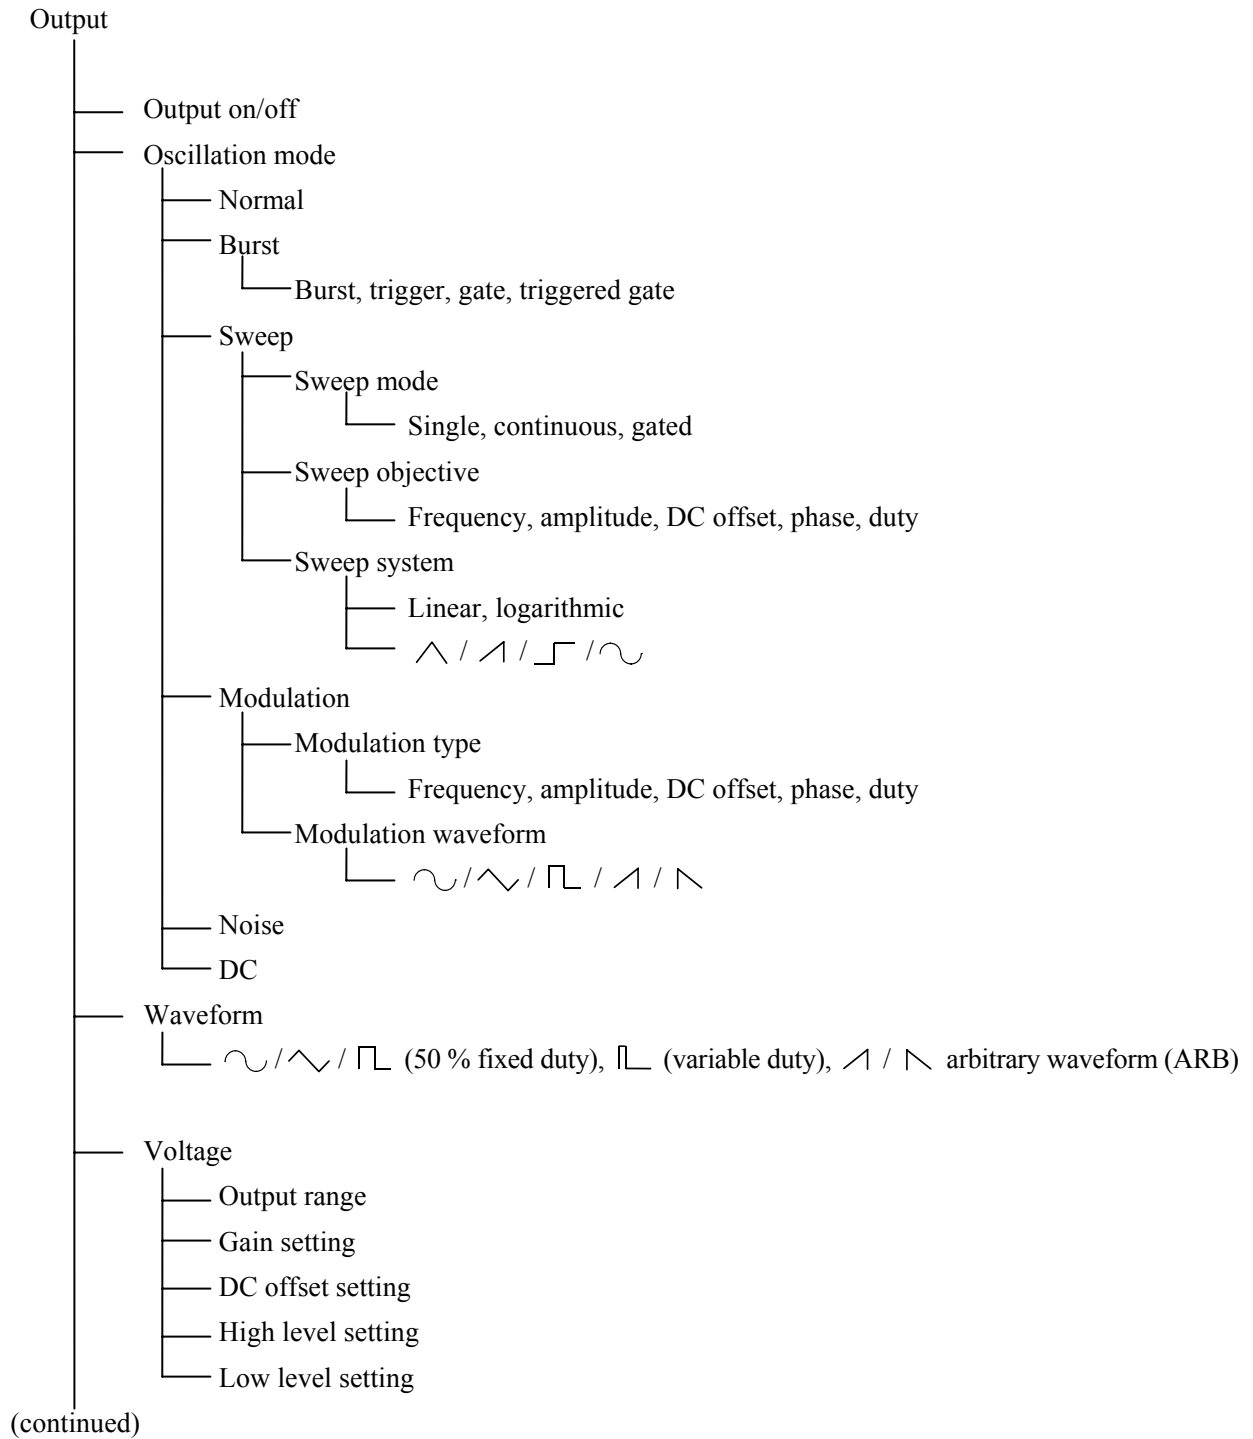 Output
Output on/off
Oscillation mode
Normal
Burst
Burst, trigger, gate, triggered gate
Sweep
Sweep mode
Single, continuous, gated
Sweep objective
Frequency, amplitude, DC offset, phase, duty
Sweep system
Linear, logarithmic
/ / /
Modulation
Modulation type
Frequency, amplitude, DC offset, phase, duty
Modulation waveform
/ / / /
Noise
DC
Waveform
/ / (50 % fixed duty), (variable duty), / arbitrary waveform (ARB)
Voltage
Output range
Gain setting
DC offset setting
High level setting
Low level setting
(continued)